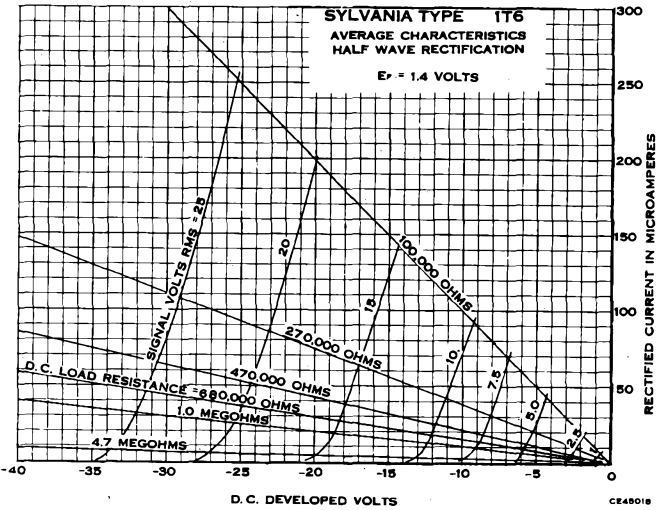 SYLVANIA TYPE 1T6
AVERAGE CHARACTERISTICS
HALF WAVE RECTIFICATION
EF = 1.4 VOLTS
300
250
200
150
100
50
0
RECTIFIED CURRENT IN MICROAMPERES
SIGNAL VOLTS RMS = 25
20
15
10.
7.5
5.0
2.5
1
100,000 OHMS
270,000 OHMS
470,000 OHMS
D.C. LOAD RESISTANCE = 680,000 OHMS
1.0 MEGOHMS
4.7 MEGOHMS
-40 -35 -30 -25 -20 -15 -10 -5 0
D.C. DEVELOPED VOLTS
CE45018